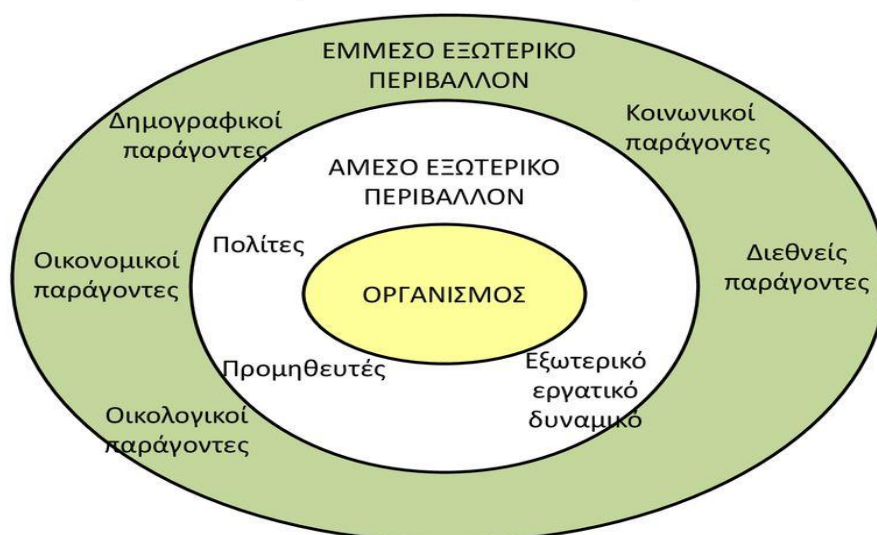 ΕΜΜΕΣΟ ΕΞΩΤΕΡΙΚΟ
ΠΕΡΙΒΑΛΛΟΝ
Δημογραφικοί
παράγοντες
Κοινωνικοί
παράγοντες
ΑΜΕΣΟ ΕΞΩΤΕΡΙΚΟ
ΠΕΡΙΒΑΛΛΟΝ
Πολίτες
Οικονομικοί
παράγοντες
Διεθνείς
παράγοντες
ΟΡΓΑΝΙΣΜΟΣ
Προμηθευτές
Εξωτερικό
εργατικό
δυναμικό
Οικολογικοί
παράγοντες